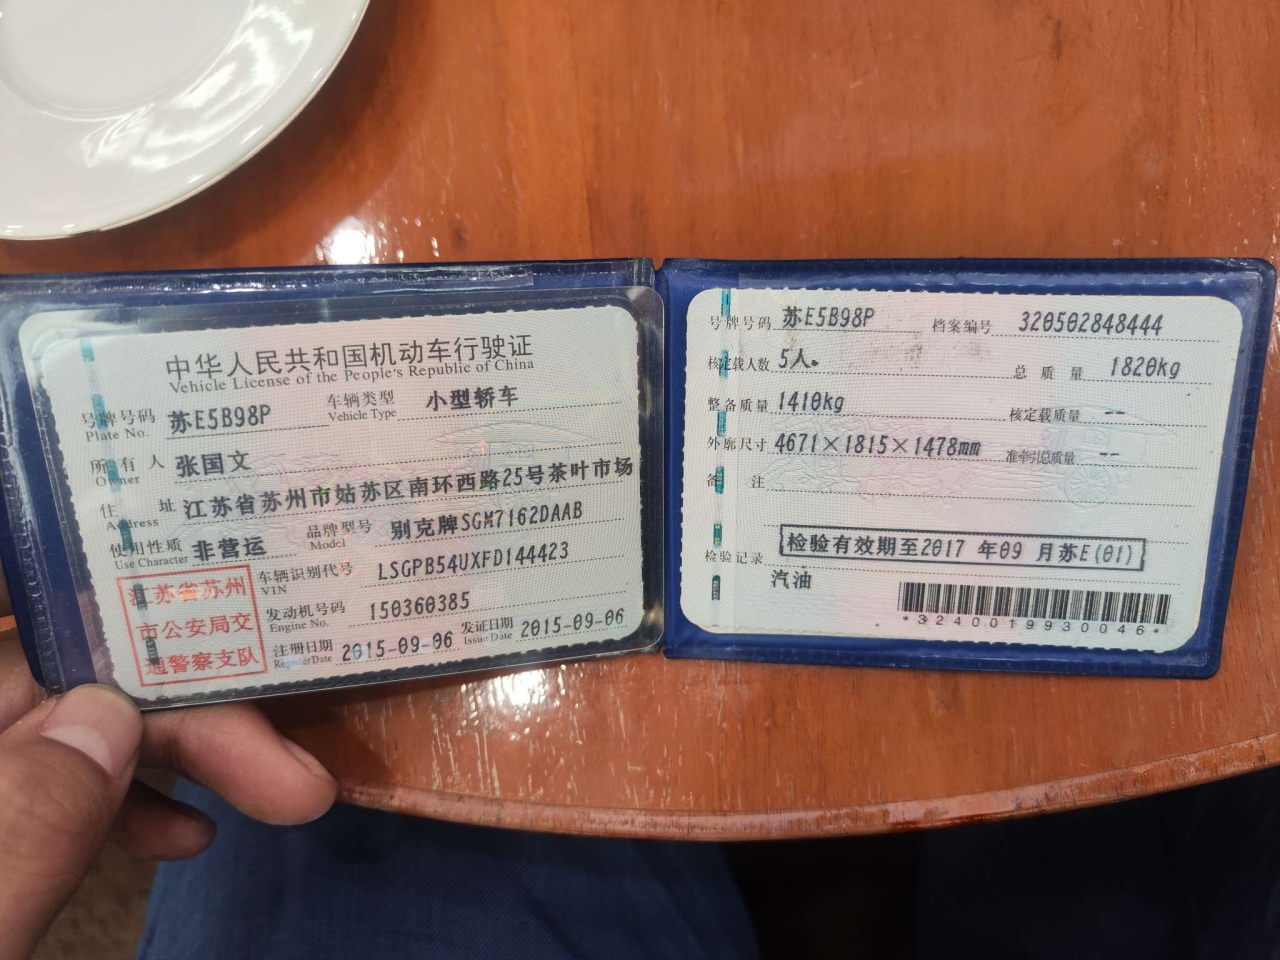 中华人民共和国机动车行驶证
Vehicle License of the People's Republic of China
号牌号码 苏E5B98P 车辆类型 小型轿车
Plate No. Vehicle Type
所有人 张国文
Owner
住址 江苏省苏州市姑苏区南环西路25号茶叶市场
Address
使用性质 非营运 品牌型号 别克牌SGM7162DAAB
Use Character Model
江苏省苏州
市公安局交
通警察支队
车辆识别代号 LSGPB54UXFD144423
VIN
发动机号码 150360385
Engine No.
注册日期 2015-09-06 发证日期 2015-09-06
Register Date Issue Date
号牌号码 苏E5B98P 档案编号 320502848444
核定载人数 5人. 总质量 1820kg
整备质量 1410kg 核定载质量 --
外廓尺寸 4671×1815×1478mm 准牵引总质量 --
备注
检验记录 检验有效期至2017年09月苏E(01)
汽油
*3240019930046*